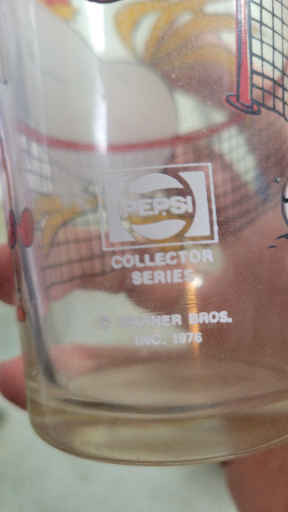 PEPSI
COLLECTOR
SERIES
© WARNER BROS.
INC. 1976